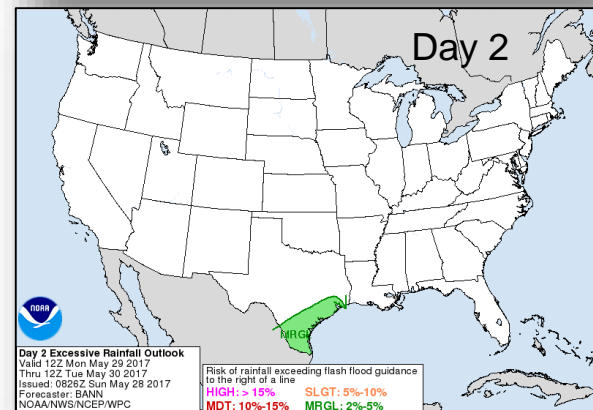 Day 2
MRGL
NOAA
Day 2 Excessive Rainfall Outlook
Valid 12Z Mon May 29 2017
Thru 12Z Tue May 30 2017
Issued: 0826Z Sun May 28 2017
Forecaster: BANN
NOAA/NWS/NCEP/WPC
Risk of rainfall exceeding flash flood guidance
to the right of a line
HIGH: > 15% SLGT: 5%-10%
MDT: 10%-15% MRGL: 2%-5%